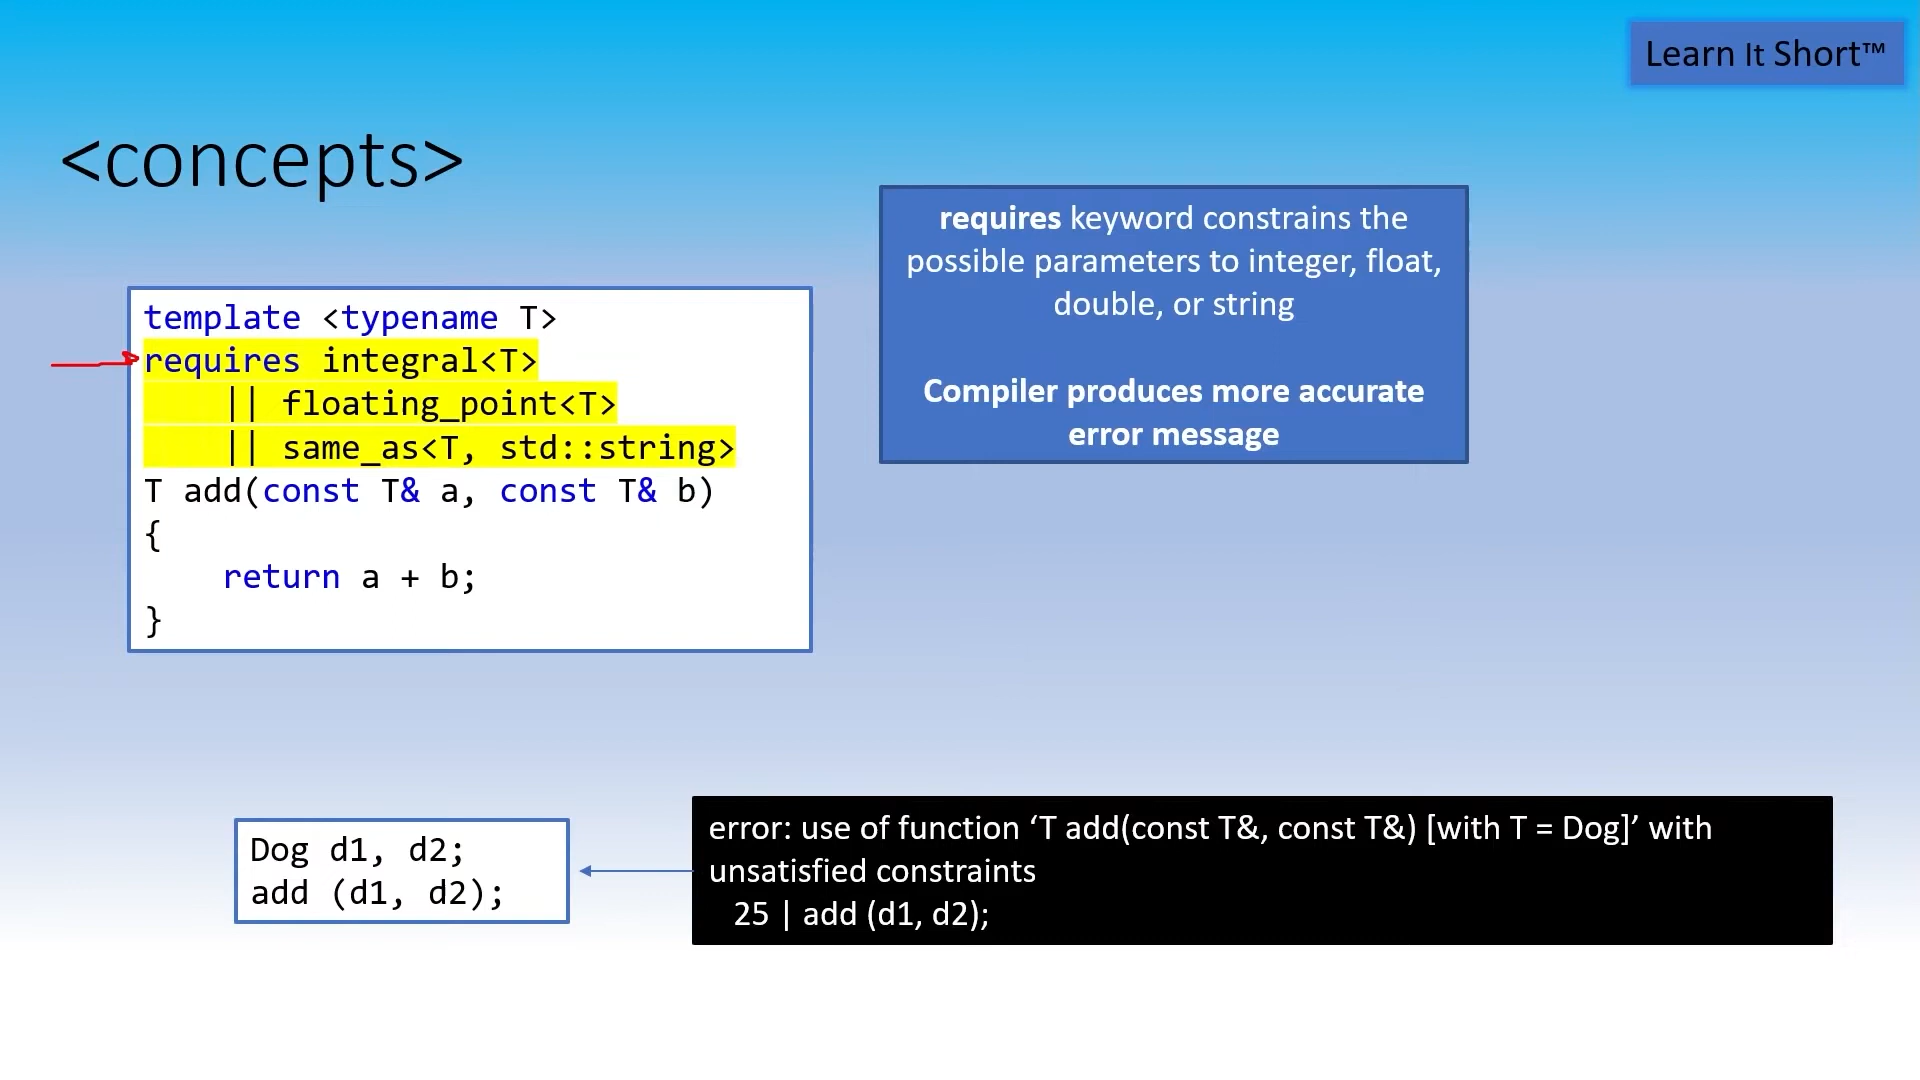 Learn It Short™
<concepts>
requires keyword constrains the
possible parameters to integer, float,
double, or string
Compiler produces more accurate
error message
template <typename T>
requires integral<T>
    || floating_point<T>
    || same_as<T, std::string>
T add(const T& a, const T& b)
{
    return a + b;
}
Dog d1, d2;
add (d1, d2);
error: use of function ‘T add(const T&, const T&) [with T = Dog]’ with
unsatisfied constraints
   25 | add (d1, d2);